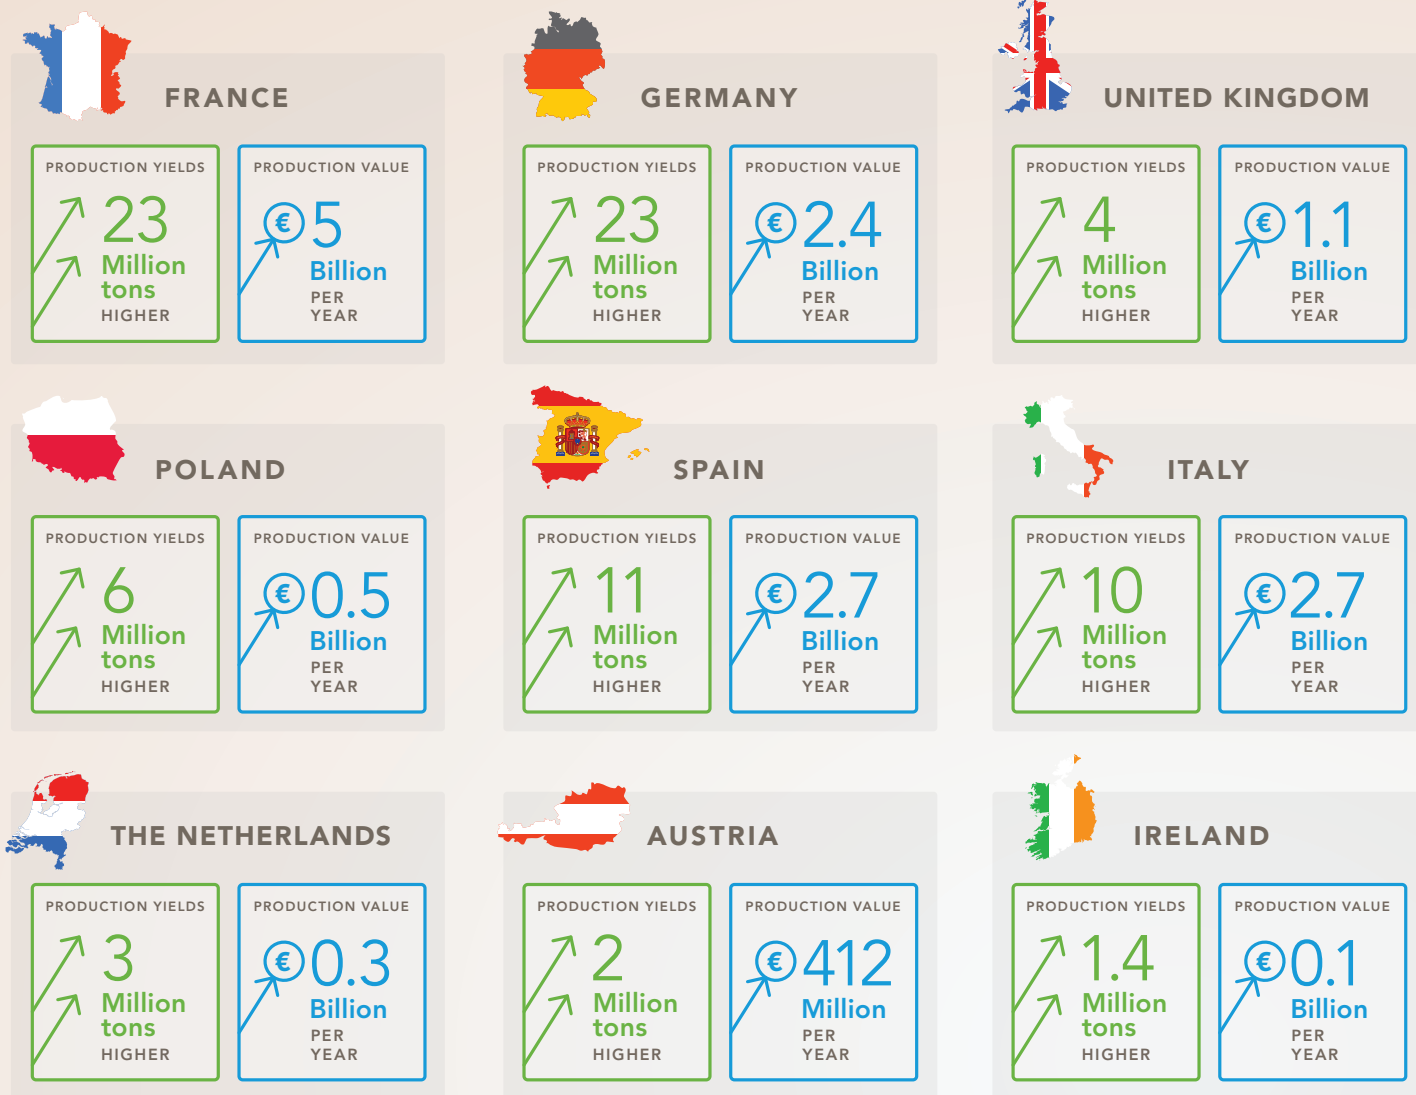 FRANCE
PRODUCTION YIELDS
23
Million
tons
HIGHER
PRODUCTION VALUE
€ 5
Billion
PER
YEAR
GERMANY
PRODUCTION YIELDS
23
Million
tons
HIGHER
PRODUCTION VALUE
€ 2.4
Billion
PER
YEAR
UNITED KINGDOM
PRODUCTION YIELDS
4
Million
tons
HIGHER
PRODUCTION VALUE
€ 1.1
Billion
PER
YEAR
POLAND
PRODUCTION YIELDS
6
Million
tons
HIGHER
PRODUCTION VALUE
€ 0.5
Billion
PER
YEAR
SPAIN
PRODUCTION YIELDS
11
Million
tons
HIGHER
PRODUCTION VALUE
€ 2.7
Billion
PER
YEAR
ITALY
PRODUCTION YIELDS
10
Million
tons
HIGHER
PRODUCTION VALUE
€ 2.7
Billion
PER
YEAR
THE NETHERLANDS
PRODUCTION YIELDS
3
Million
tons
HIGHER
PRODUCTION VALUE
€ 0.3
Billion
PER
YEAR
AUSTRIA
PRODUCTION YIELDS
2
Million
tons
HIGHER
PRODUCTION VALUE
€ 412
Million
PER
YEAR
IRELAND
PRODUCTION YIELDS
1.4
Million
tons
HIGHER
PRODUCTION VALUE
€ 0.1
Billion
PER
YEAR